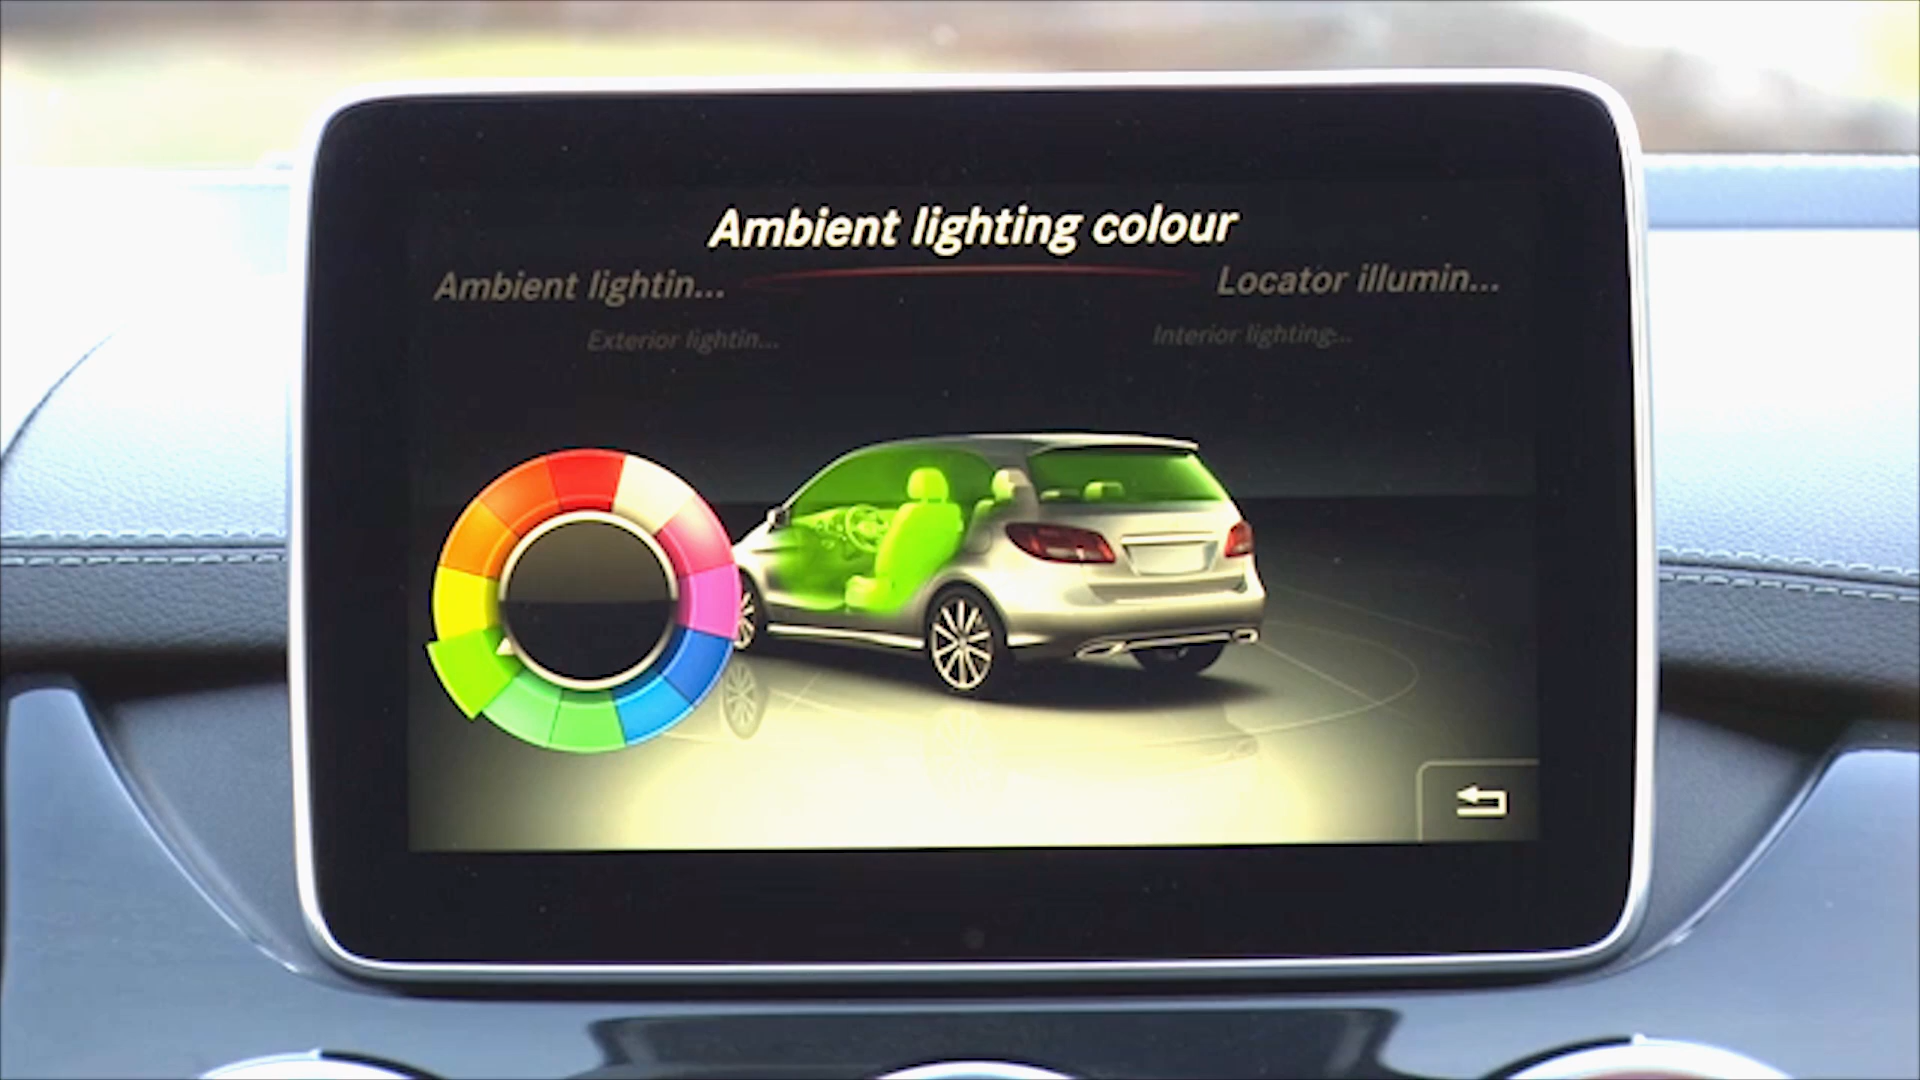 Ambient lighting colour
Ambient lightin...
Locator illumin...
Exterior lightin...
Interior lighting...